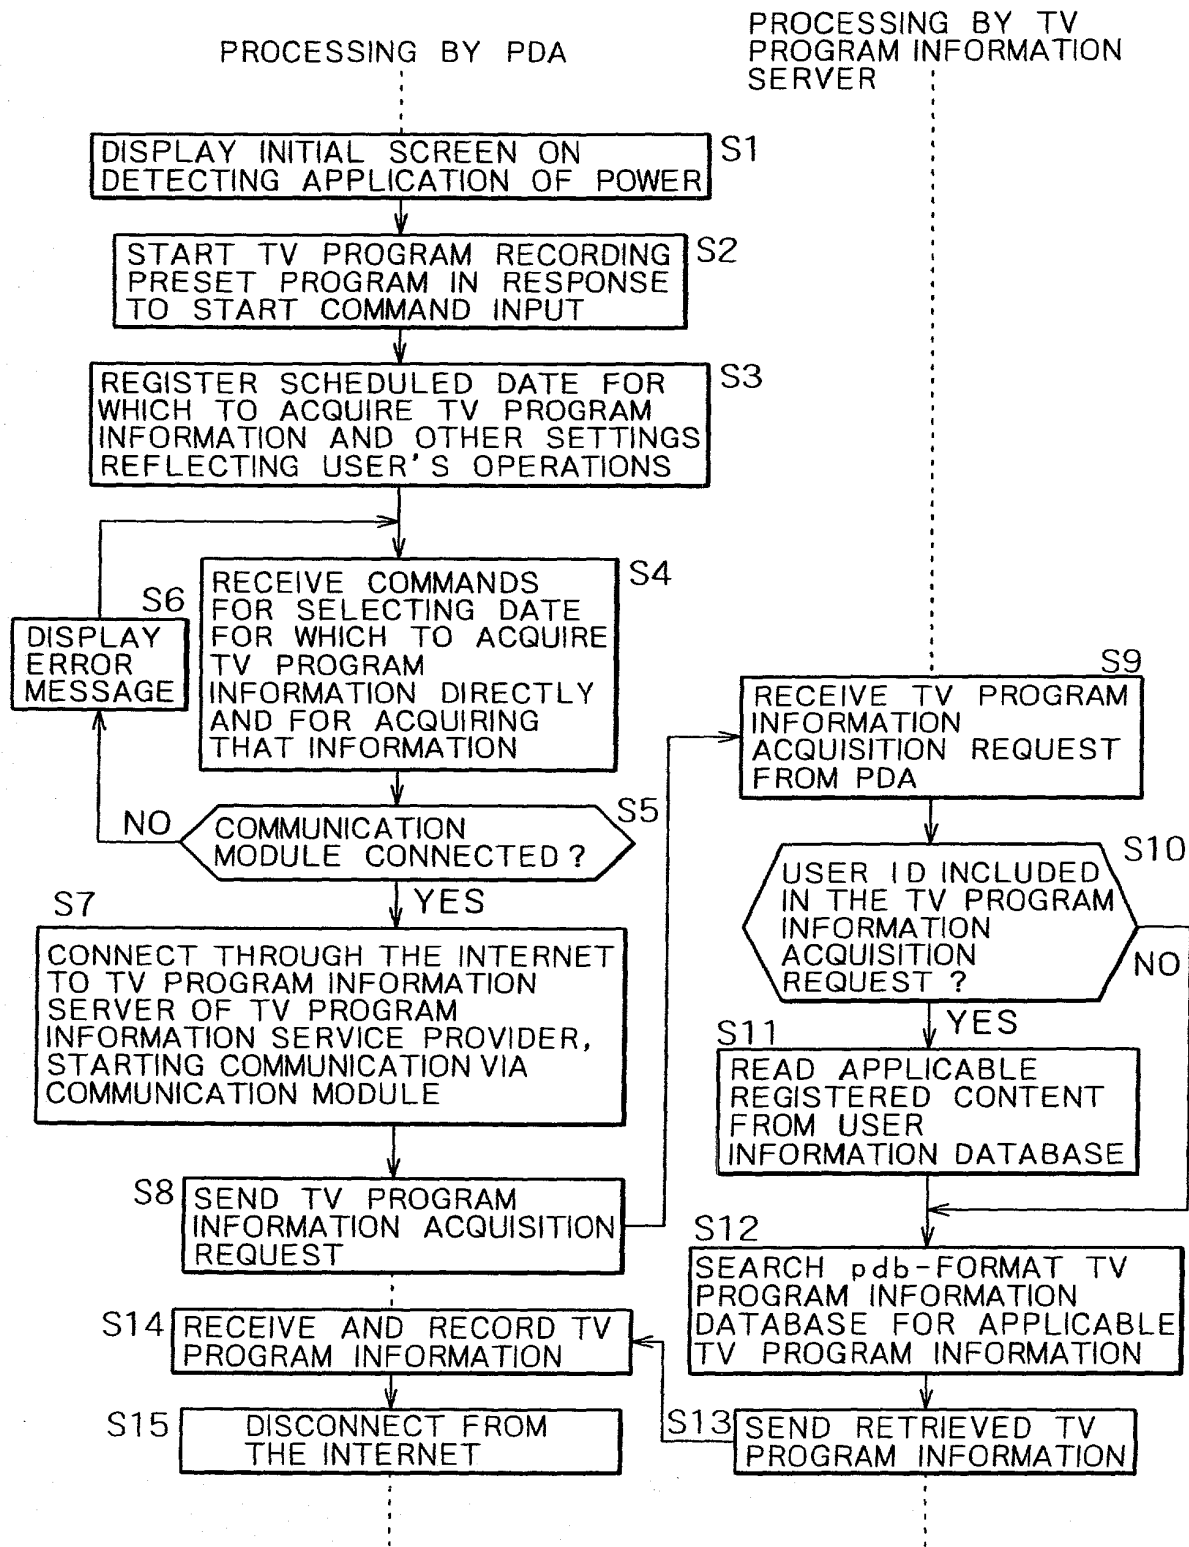 PROCESSING BY PDA
PROCESSING BY TV
PROGRAM INFORMATION
SERVER
S1
DISPLAY INITIAL SCREEN ON
DETECTING APPLICATION OF POWER
S2
START TV PROGRAM RECORDING
PRESET PROGRAM IN RESPONSE
TO START COMMAND INPUT
S3
REGISTER SCHEDULED DATE FOR
WHICH TO ACQUIRE TV PROGRAM
INFORMATION AND OTHER SETTINGS
REFLECTING USER'S OPERATIONS
S4
RECEIVE COMMANDS
FOR SELECTING DATE
FOR WHICH TO ACQUIRE
TV PROGRAM
INFORMATION DIRECTLY
AND FOR ACQUIRING
THAT INFORMATION
S6
DISPLAY
ERROR
MESSAGE
S5
NO
COMMUNICATION
MODULE CONNECTED?
YES
S7
CONNECT THROUGH THE INTERNET
TO TV PROGRAM INFORMATION
SERVER OF TV PROGRAM
INFORMATION SERVICE PROVIDER,
STARTING COMMUNICATION VIA
COMMUNICATION MODULE
S8
SEND TV PROGRAM
INFORMATION ACQUISITION
REQUEST
S9
RECEIVE TV PROGRAM
INFORMATION
ACQUISITION REQUEST
FROM PDA
S10
USER ID INCLUDED
IN THE TV PROGRAM
INFORMATION
ACQUISITION
REQUEST?
NO
YES
S11
READ APPLICABLE
REGISTERED CONTENT
FROM USER
INFORMATION DATABASE
S12
SEARCH pdb-FORMAT TV
PROGRAM INFORMATION
DATABASE FOR APPLICABLE
TV PROGRAM INFORMATION
S13
SEND RETRIEVED TV
PROGRAM INFORMATION
S14
RECEIVE AND RECORD TV
PROGRAM INFORMATION
S15
DISCONNECT FROM
THE INTERNET